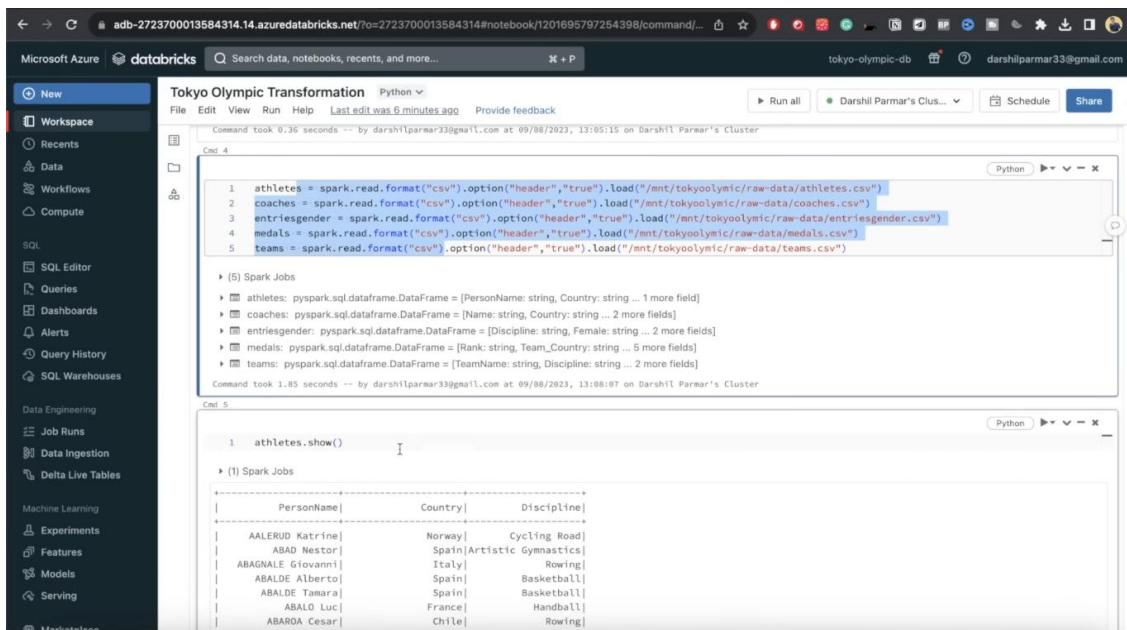 adb-2723700013584314.14.azuredatabricks.net/?o=2723700013584314#notebook/1201695797254398/command/...
Microsoft Azure databricks Search data, notebooks, recents, and more... ⌘ + P tokyo-olympic-db darshilparmar33@gmail.com
New
Workspace
Recents
Data
Workflows
Compute
SQL
SQL Editor
Queries
Dashboards
Alerts
Query History
SQL Warehouses
Data Engineering
Job Runs
Data Ingestion
Delta Live Tables
Machine Learning
Experiments
Features
Models
Serving
Marketplace
Tokyo Olympic Transformation Python
File Edit View Run Help Last edit was 6 minutes ago Provide feedback
Run all Darshil Parmar's Clus... Schedule Share
Command took 0.36 seconds -- by darshilparmar33@gmail.com at 09/08/2023, 13:05:15 on Darshil Parmar's Cluster
Cmd 4
Python
1 athletes = spark.read.format("csv").option("header","true").load("/mnt/tokyoolymic/raw-data/athletes.csv")
2 coaches = spark.read.format("csv").option("header","true").load("/mnt/tokyoolymic/raw-data/coaches.csv")
3 entriesgender = spark.read.format("csv").option("header","true").load("/mnt/tokyoolymic/raw-data/entriesgender.csv")
4 medals = spark.read.format("csv").option("header","true").load("/mnt/tokyoolymic/raw-data/medals.csv")
5 teams = spark.read.format("csv").option("header","true").load("/mnt/tokyoolymic/raw-data/teams.csv")
(5) Spark Jobs
athletes: pyspark.sql.dataframe.DataFrame = [PersonName: string, Country: string ... 1 more field]
coaches: pyspark.sql.dataframe.DataFrame = [Name: string, Country: string ... 2 more fields]
entriesgender: pyspark.sql.dataframe.DataFrame = [Discipline: string, Female: string ... 2 more fields]
medals: pyspark.sql.dataframe.DataFrame = [Rank: string, Team_Country: string ... 5 more fields]
teams: pyspark.sql.dataframe.DataFrame = [TeamName: string, Discipline: string ... 2 more fields]
Command took 1.85 seconds -- by darshilparmar33@gmail.com at 09/08/2023, 13:08:07 on Darshil Parmar's Cluster
Cmd 5
Python
1 athletes.show()
(1) Spark Jobs
+--------------------+--------------------+-------------------+
| PersonName| Country| Discipline|
+--------------------+--------------------+-------------------+
| AALERUD Katrine| Norway| Cycling Road|
| ABAD Nestor| Spain|Artistic Gymnastics|
| ABAGNALE Giovanni| Italy| Rowing|
| ABALDE Alberto| Spain| Basketball|
| ABALDE Tamara| Spain| Basketball|
| ABALO Luc| France| Handball|
| ABAROA Cesar| Chile| Rowing|